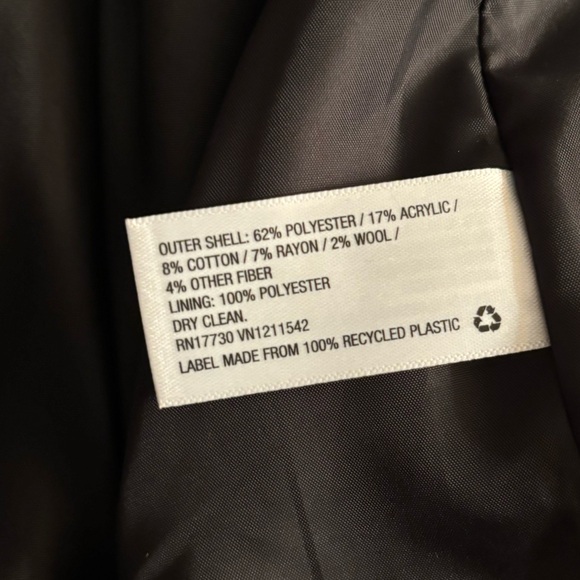 OUTER SHELL: 62% POLYESTER / 17% ACRYLIC /
8% COTTON / 7% RAYON / 2% WOOL /
4% OTHER FIBER
LINING: 100% POLYESTER
DRY CLEAN.
RN17730 VN1211542
LABEL MADE FROM 100% RECYCLED PLASTIC